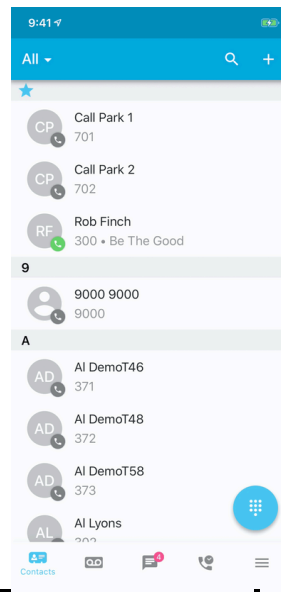 9:41
All
CP
Call Park 1
701
CP
Call Park 2
702
RF
Rob Finch
300 • Be The Good
9
9000 9000
9000
A
AD
Al DemoT46
371
AD
Al DemoT48
372
AD
Al DemoT58
373
AL
Al Lyons
4
Contacts